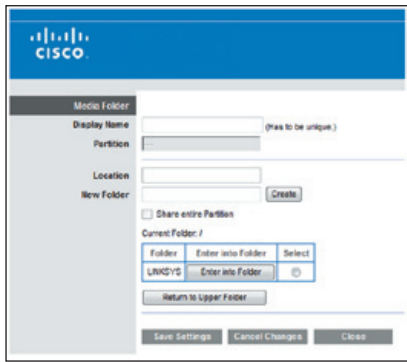 CISCO
Media Folder
Display Name (Has to be unique.)
Partition
Location
New Folder Create
Share entire Partition
Current Folder: /
Folder Enter into Folder Select
LINKSYS Enter into Folder
Return to Upper Folder
Save Settings Cancel Changes Close